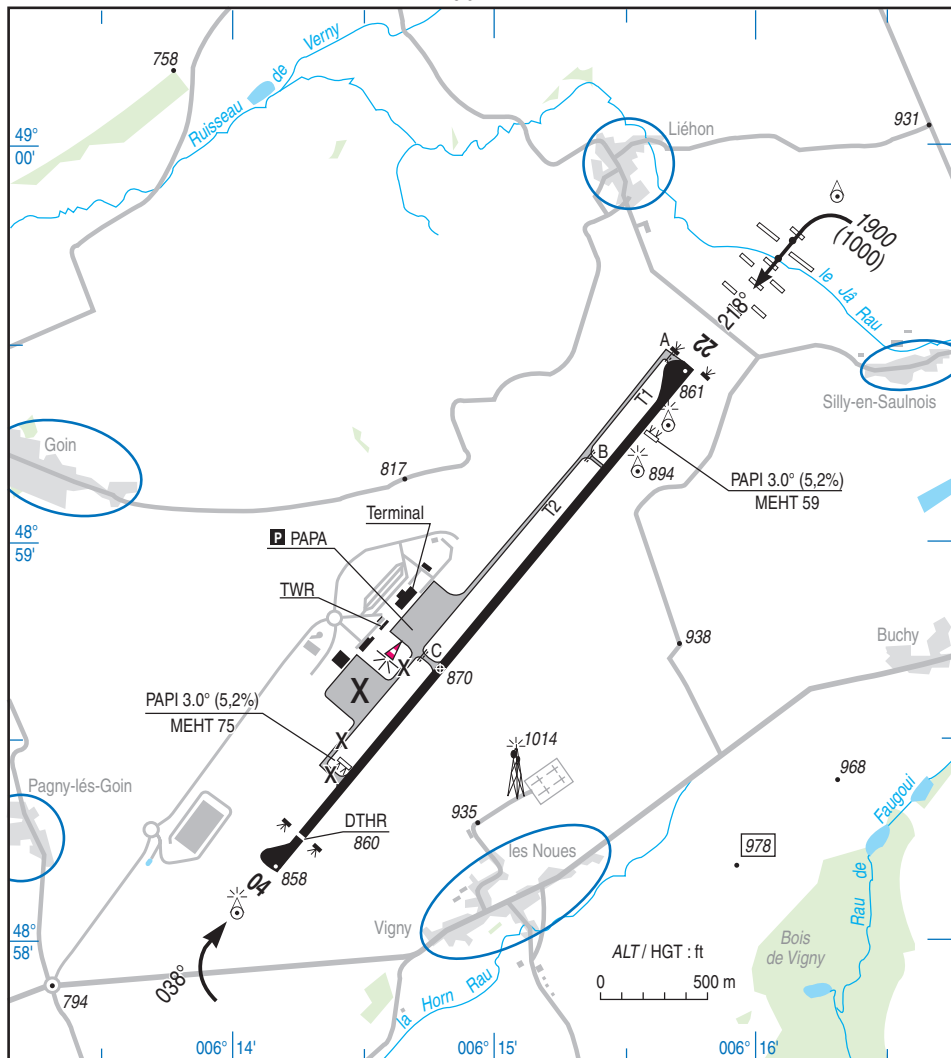 758
Ruisseau de Verny
Liéhon
931
49°
00'
1900
(1000)
218°
le Jâ Rau
22
A
861
Silly-en-Saulnois
T1
Goin
B
894
817
PAPI 3.0° (5,2%)
MEHT 59
T2
48°
59'
Terminal
P PAPA
TWR
938
Buchy
C
X
870
X
PAPI 3.0° (5,2%)
MEHT 75
X
1014
X
968
Pagny-lés-Goin
Faugoui
935
DTHR
860
les Noues
978
858
04
Rau de
Vigny
48°
58'
ALT / HGT : ft
Bois
de Vigny
038°
794
0 500 m
la Horn Rau
006° 14' 006° 15' 006° 16'